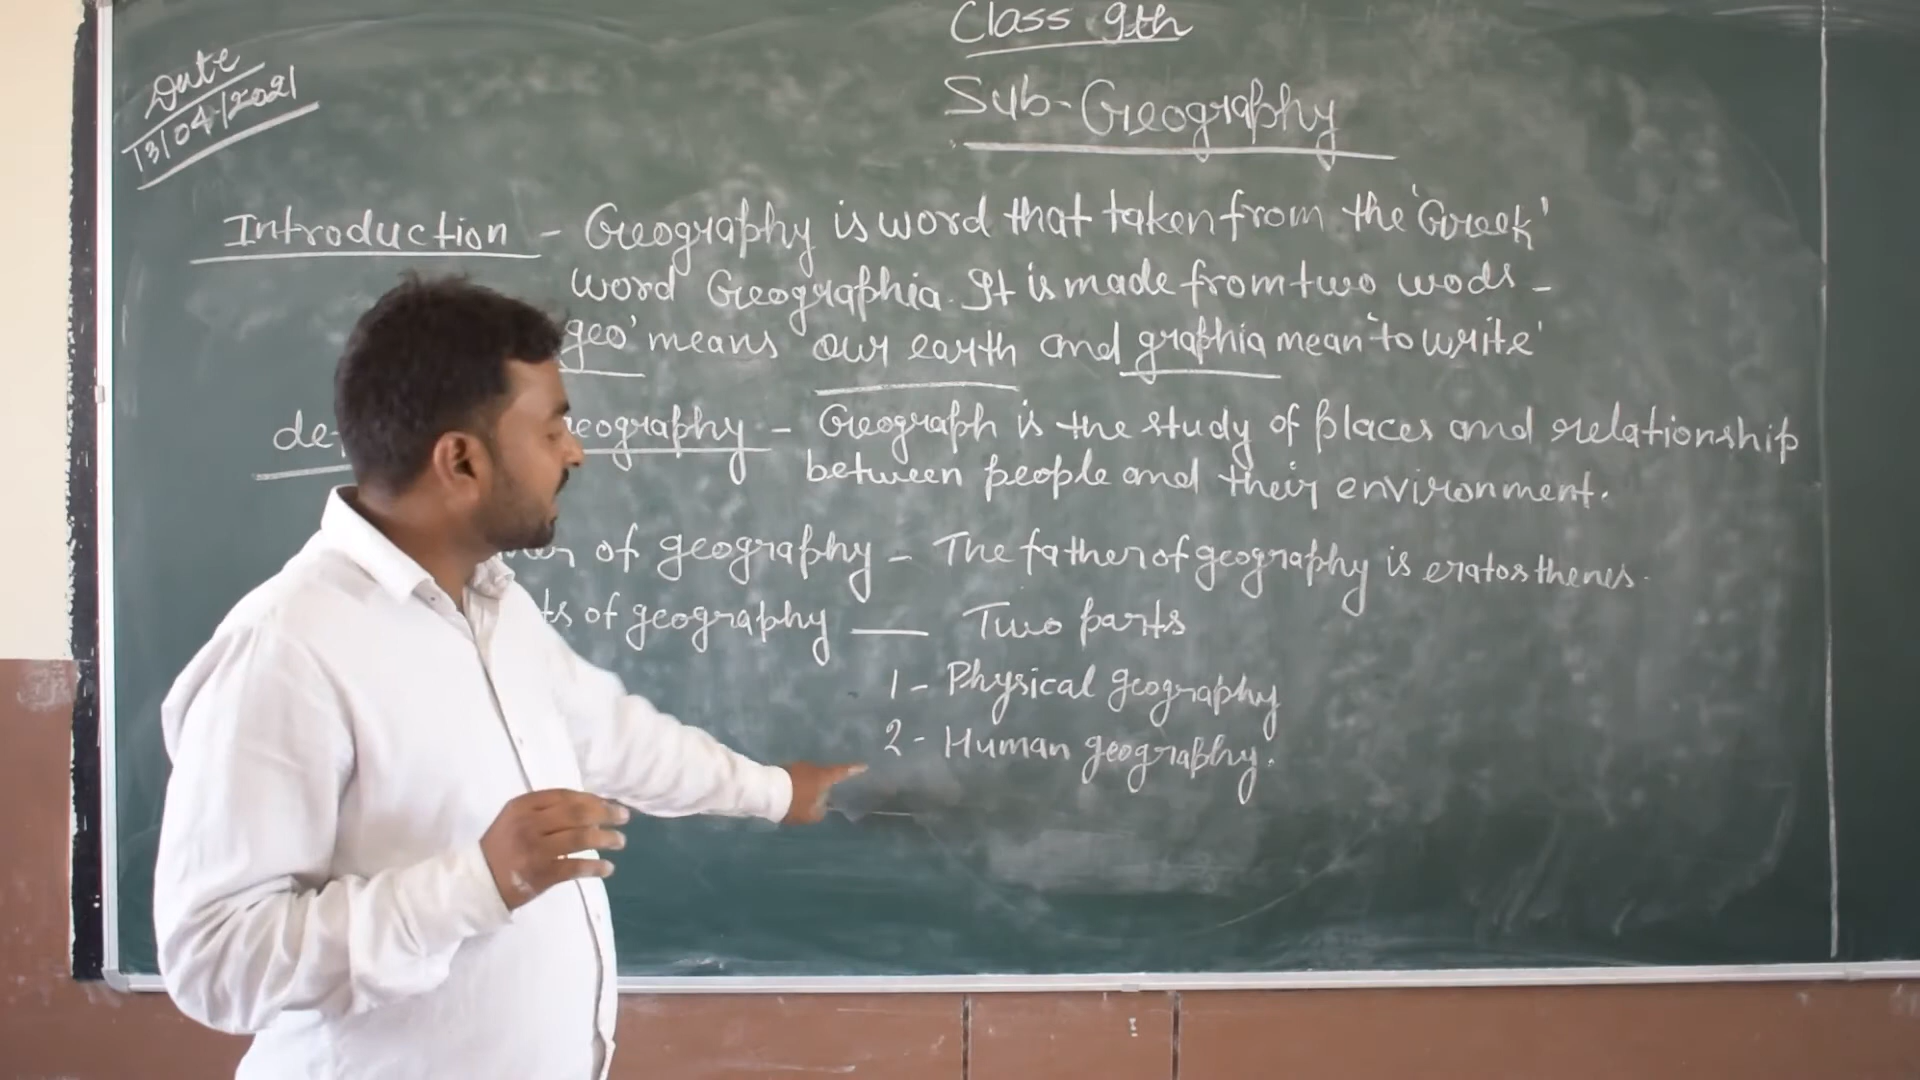 Class 9th
Date
13/04/2021
Sub-Geography
Introduction - Geography is word that taken from the 'Greek'
word Geographia. It is made from two wods -
geo' means our earth and graphia mean "to write'
Geography - Geograph is the study of places and relationship
between people and their environment.
of geography - The father of geography is eratosthenes.
of geography — Two parts
1 - Physical geography
2 - Human geography.